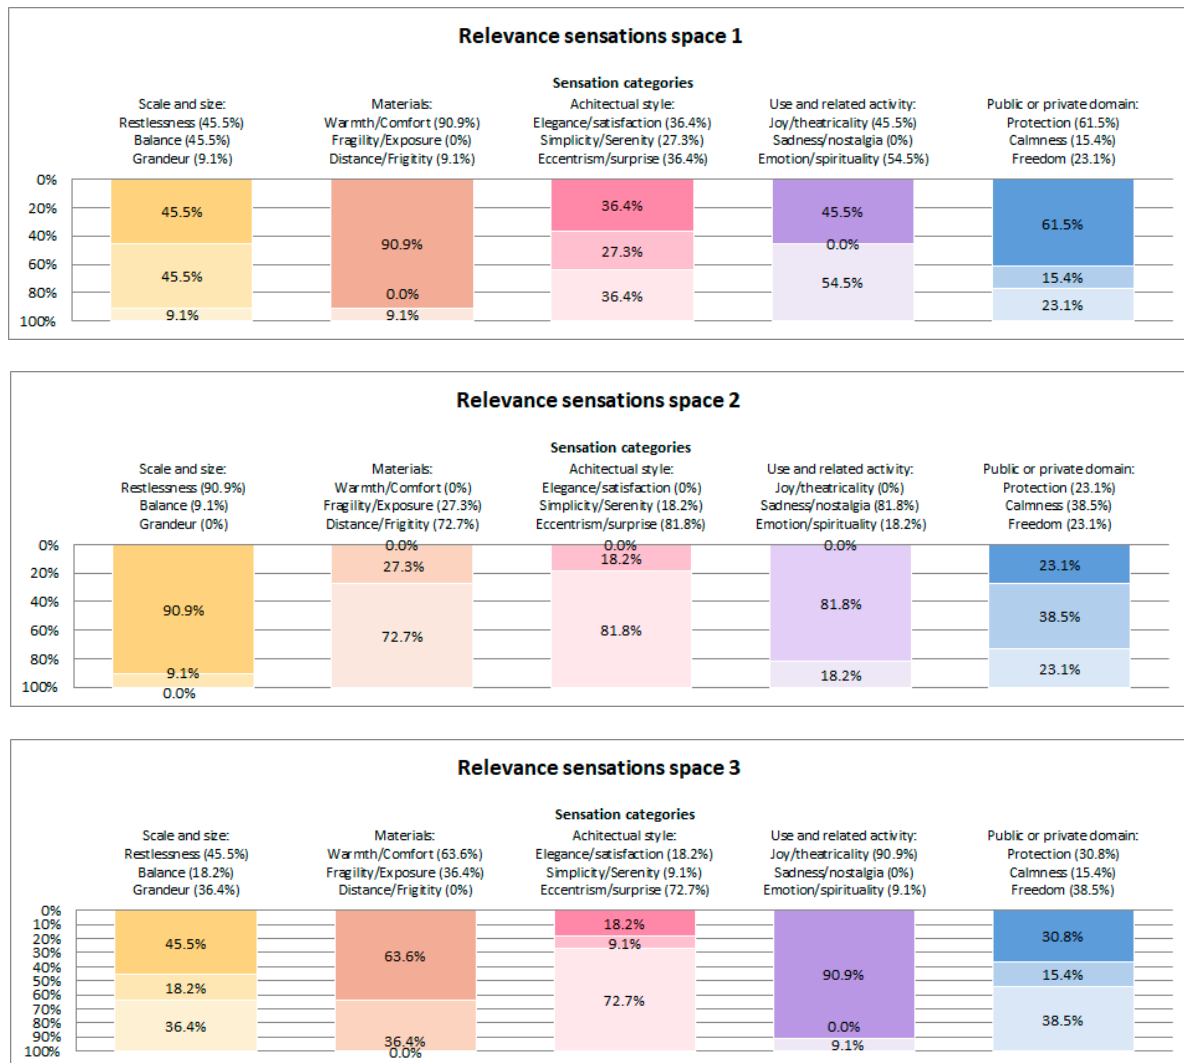 Relevance sensations space 1
Sensation categories
Scale and size:
Restlessness (45.5%)
Balance (45.5%)
Grandeur (9.1%)
Materials:
Warmth/Comfort (90.9%)
Fragility/Exposure (0%)
Distance/Frigitity (9.1%)
Achitectual style:
Elegance/satisfaction (36.4%)
Simplicity/Serenity (27.3%)
Eccentrism/surprise (36.4%)
Use and related activity:
Joy/theatricality (45.5%)
Sadness/nostalgia (0%)
Emotion/spirituality (54.5%)
Public or private domain:
Protection (61.5%)
Calmness (15.4%)
Freedom (23.1%)
0%
20%
40%
60%
80%
100%
45.5%
45.5%
9.1%
90.9%
0.0%
9.1%
36.4%
27.3%
36.4%
45.5%
0.0%
54.5%
61.5%
15.4%
23.1%
Relevance sensations space 2
Sensation categories
Scale and size:
Restlessness (90.9%)
Balance (9.1%)
Grandeur (0%)
Materials:
Warmth/Comfort (0%)
Fragility/Exposure (27.3%)
Distance/Frigitity (72.7%)
Achitectual style:
Elegance/satisfaction (0%)
Simplicity/Serenity (18.2%)
Eccentrism/surprise (81.8%)
Use and related activity:
Joy/theatricality (0%)
Sadness/nostalgia (81.8%)
Emotion/spirituality (18.2%)
Public or private domain:
Protection (23.1%)
Calmness (38.5%)
Freedom (23.1%)
0%
20%
40%
60%
80%
100%
90.9%
9.1%
0.0%
0.0%
27.3%
72.7%
0.0%
18.2%
81.8%
0.0%
81.8%
18.2%
23.1%
38.5%
23.1%
Relevance sensations space 3
Sensation categories
Scale and size:
Restlessness (45.5%)
Balance (18.2%)
Grandeur (36.4%)
Materials:
Warmth/Comfort (63.6%)
Fragility/Exposure (36.4%)
Distance/Frigitity (0%)
Achitectual style:
Elegance/satisfaction (18.2%)
Simplicity/Serenity (9.1%)
Eccentrism/surprise (72.7%)
Use and related activity:
Joy/theatricality (90.9%)
Sadness/nostalgia (0%)
Emotion/spirituality (9.1%)
Public or private domain:
Protection (30.8%)
Calmness (15.4%)
Freedom (38.5%)
0%
10%
20%
30%
40%
50%
60%
70%
80%
90%
100%
45.5%
18.2%
36.4%
63.6%
36.4%
0.0%
18.2%
9.1%
72.7%
90.9%
0.0%
9.1%
30.8%
15.4%
38.5%